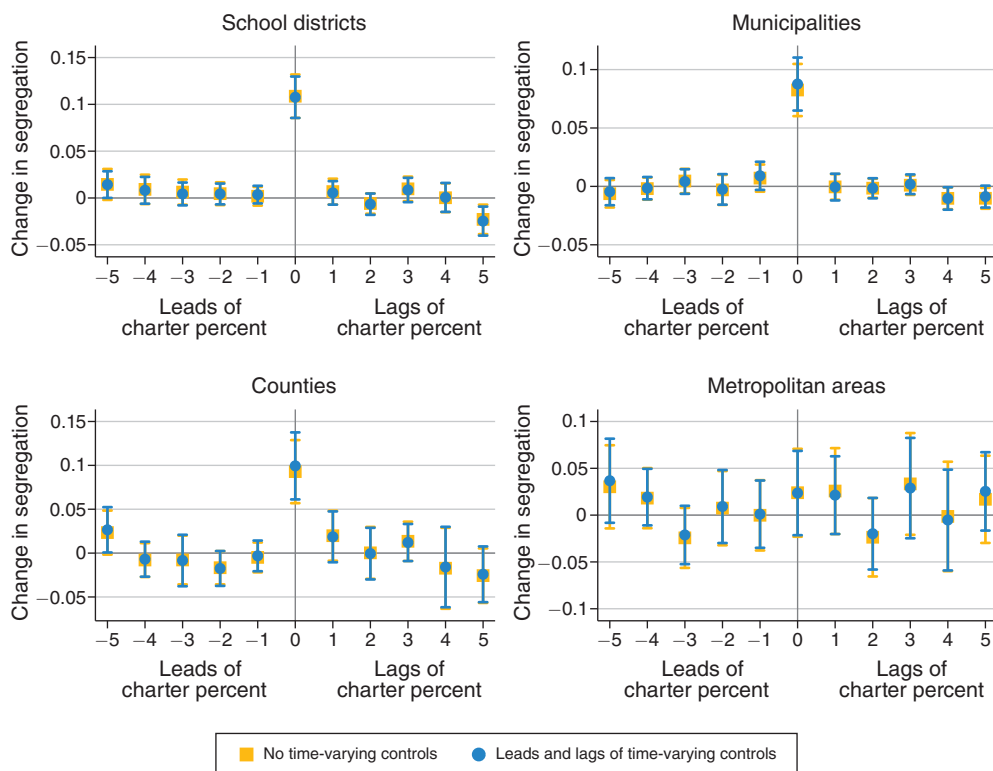 School districts
Change in segregation
0.15
0.1
0.05
0
−0.05
−5 −4 −3 −2 −1 0 1 2 3 4 5
Leads of
charter percent
Lags of
charter percent
Municipalities
Change in segregation
0.1
0.05
0
−0.05
−5 −4 −3 −2 −1 0 1 2 3 4 5
Leads of
charter percent
Lags of
charter percent
Counties
Change in segregation
0.15
0.1
0.05
0
−0.05
−5 −4 −3 −2 −1 0 1 2 3 4 5
Leads of
charter percent
Lags of
charter percent
Metropolitan areas
Change in segregation
0.1
0.05
0
−0.05
−0.1
−5 −4 −3 −2 −1 0 1 2 3 4 5
Leads of
charter percent
Lags of
charter percent
No time-varying controls
Leads and lags of time-varying controls